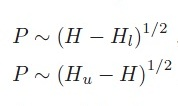 P ∼ (H − H_l)^{1/2}
P ∼ (H_u − H)^{1/2}